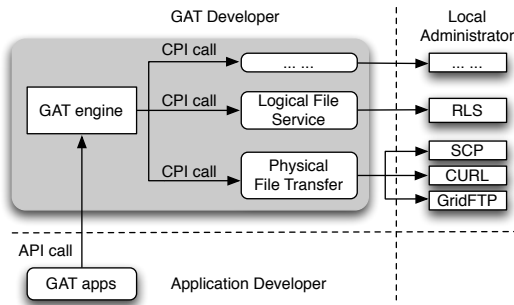 GAT Developer
Local
Administrator
CPI call
... ...
... ...
GAT engine
CPI call
Logical File
Service
RLS
CPI call
Physical
File Transfer
SCP
CURL
GridFTP
API call
GAT apps
Application Developer